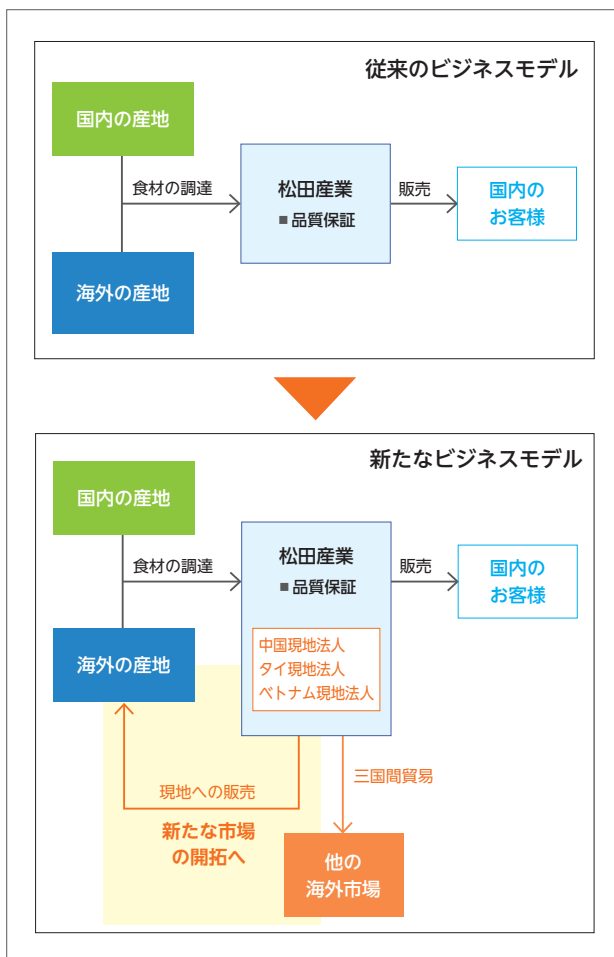 従来のビジネスモデル
国内の産地
食材の調達
海外の産地
松田産業
■品質保証
販売
国内の
お客様
新たなビジネスモデル
国内の産地
食材の調達
海外の産地
松田産業
■品質保証
中国現地法人
タイ現地法人
ベトナム現地法人
販売
国内の
お客様
現地への販売
新たな市場
の開拓へ
三国間貿易
他の
海外市場